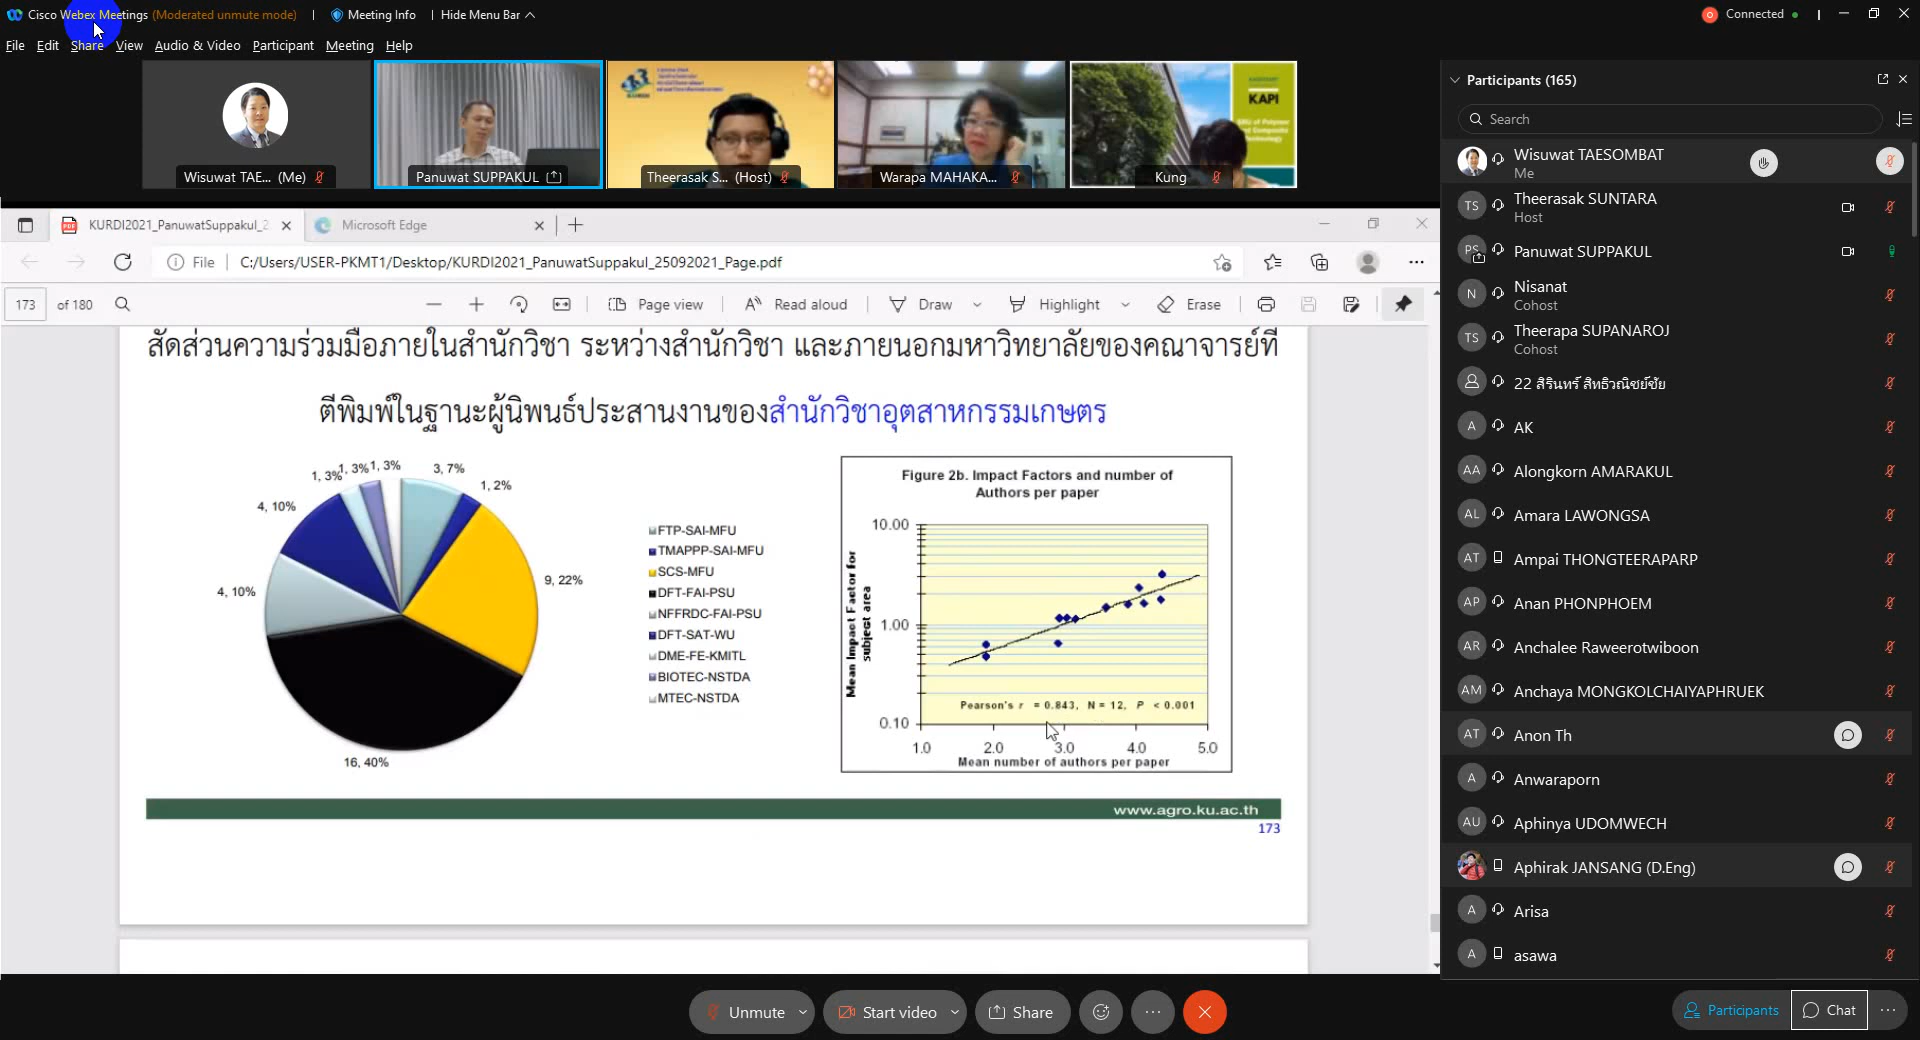 Cisco Webex Meetings (Moderated unmute mode) | Meeting Info | Hide Menu Bar
Connected
File Edit Share View Audio & Video Participant Meeting Help
KAPI
Wisuwat TAE... (Me)
Panuwat SUPPAKUL
Theerasak S... (Host)
Warapa MAHAKA...
Kung
KURDI2021_PanuwatSuppakul_2
Microsoft Edge
File | C:/Users/USER-PKMT1/Desktop/KURDI2021_PanuwatSuppakul_25092021_Page.pdf
173 of 180
Page view
Read aloud
Draw
Highlight
Erase
สัดส่วนความร่วมมือภายในสำนักวิชา ระหว่างสำนักวิชา และภายนอกมหาวิทยาลัยของคณาจารย์ที่
ตีพิมพ์ในฐานะผู้นิพนธ์ประสานงานของสำนักวิชาอุตสาหกรรมเกษตร
1, 3%
1, 3%
1, 3%
3, 7%
1, 2%
4, 10%
9, 22%
4, 10%
16, 40%
FTP-SAI-MFU
TMAPPP-SAI-MFU
SCS-MFU
DFT-FAI-PSU
NFFRDC-FAI-PSU
DFT-SAT-WU
DME-FE-KMITL
BIOTEC-NSTDA
MTEC-NSTDA
Figure 2b. Impact Factors and number of
Authors per paper
Mean Impact Factor for
subject area
10.00
1.00
0.10
Pearson's r = 0.843, N = 12, P < 0.001
1.0 2.0 3.0 4.0 5.0
Mean number of authors per paper
www.agro.ku.ac.th
173
Participants (165)
Search
Wisuwat TAESOMBAT
Me
TS Theerasak SUNTARA
Host
PS Panuwat SUPPAKUL
N Nisanat
Cohost
TS Theerapa SUPANAROJ
Cohost
22 สิรินทร์ สิทธิวณิชย์ชัย
A AK
AA Alongkorn AMARAKUL
AL Amara LAWONGSA
AT Ampai THONGTEERAPARP
AP Anan PHONPHOEM
AR Anchalee Raweerotwiboon
AM Anchaya MONGKOLCHAIYAPHRUEK
AT Anon Th
A Anwaraporn
AU Aphinya UDOMWECH
Aphirak JANSANG (D.Eng)
A Arisa
A asawa
Unmute
Start video
Share
Participants
Chat